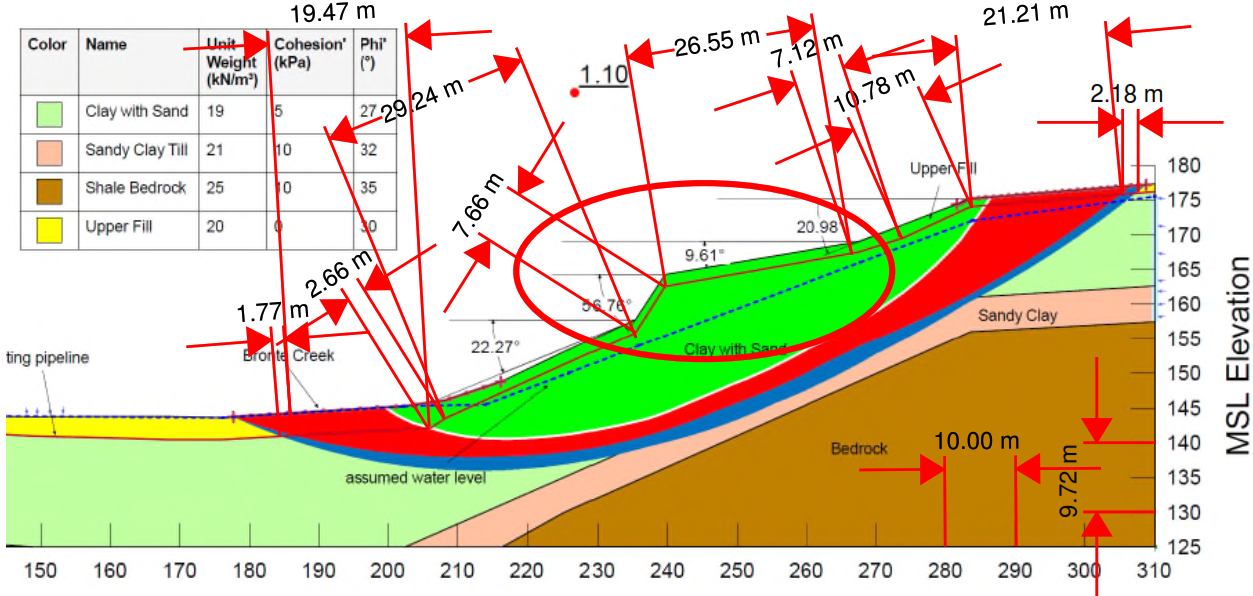 19.47 m
26.55 m
21.21 m
7.12 m
Color Name Unit Weight (kN/m³) Cohesion' (kPa) Phi' (°)
1.10
29.24 m
10.78 m
2.18 m
Clay with Sand 19 5 27
Sandy Clay Till 21 10 32
Shale Bedrock 25 10 35
Upper Fill 20 0 30
Upper Fill
180
175
170
165
160
155
150
145
140
135
130
125
7.66 m
20.98
9.61°
56.76°
2.66 m
1.77 m
22.27°
Sandy Clay
Clay with Sand
ting pipeline
Bronte Creek
MSL Elevation
Bedrock
10.00 m
9.72 m
assumed water level
150 160 170 180 190 200 210 220 230 240 250 260 270 280 290 300 310